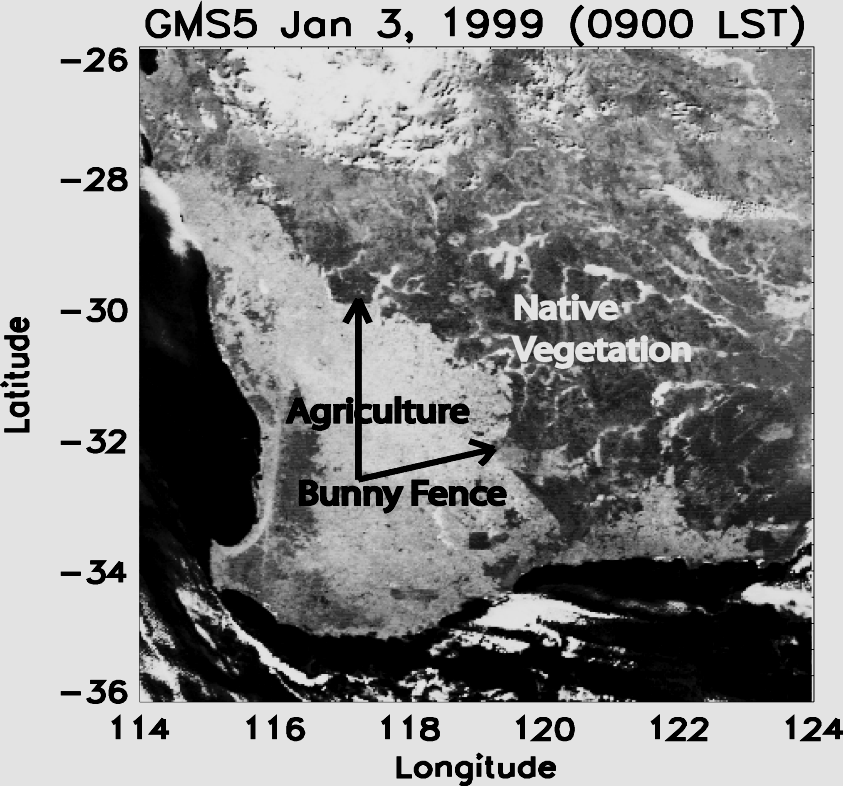 GMS5 Jan 3, 1999 (0900 LST)
-26
-28
-30
-32
-34
-36
Latitude
Native
Vegetation
Agriculture
Bunny Fence
114 116 118 120 122 124
Longitude